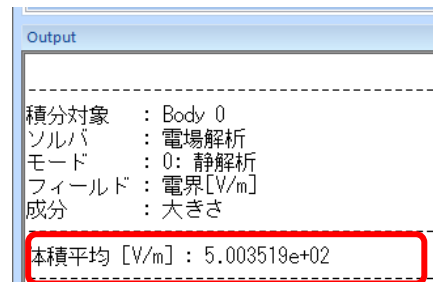 Output
--------------------------------------------
積分対象　: Body 0
ソルバ　　: 電場解析
モード　　: 0: 静解析
フィールド : 電界[V/m]
成分　　　: 大きさ
--------------------------------------------
体積平均 [V/m] : 5.003519e+02
--------------------------------------------